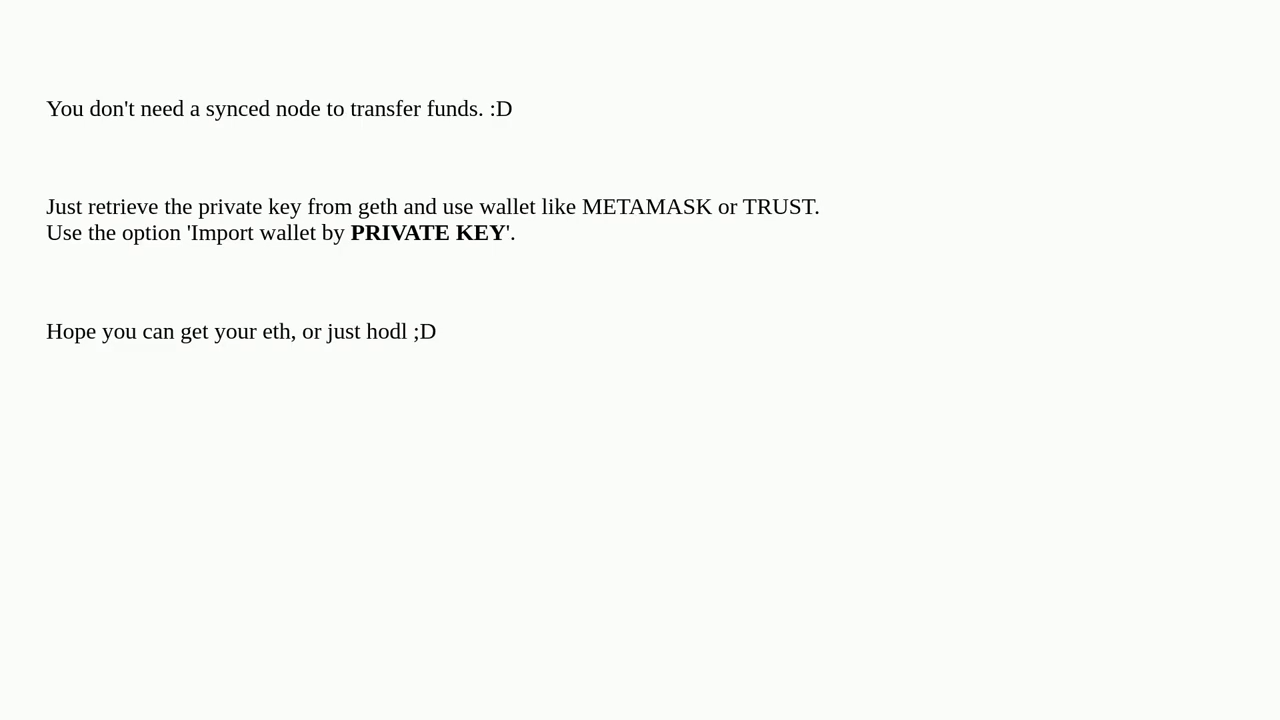 You don't need a synced node to transfer funds. :D
Just retrieve the private key from geth and use wallet like METAMASK or TRUST.
Use the option 'Import wallet by PRIVATE KEY'.
Hope you can get your eth, or just hodl ;D